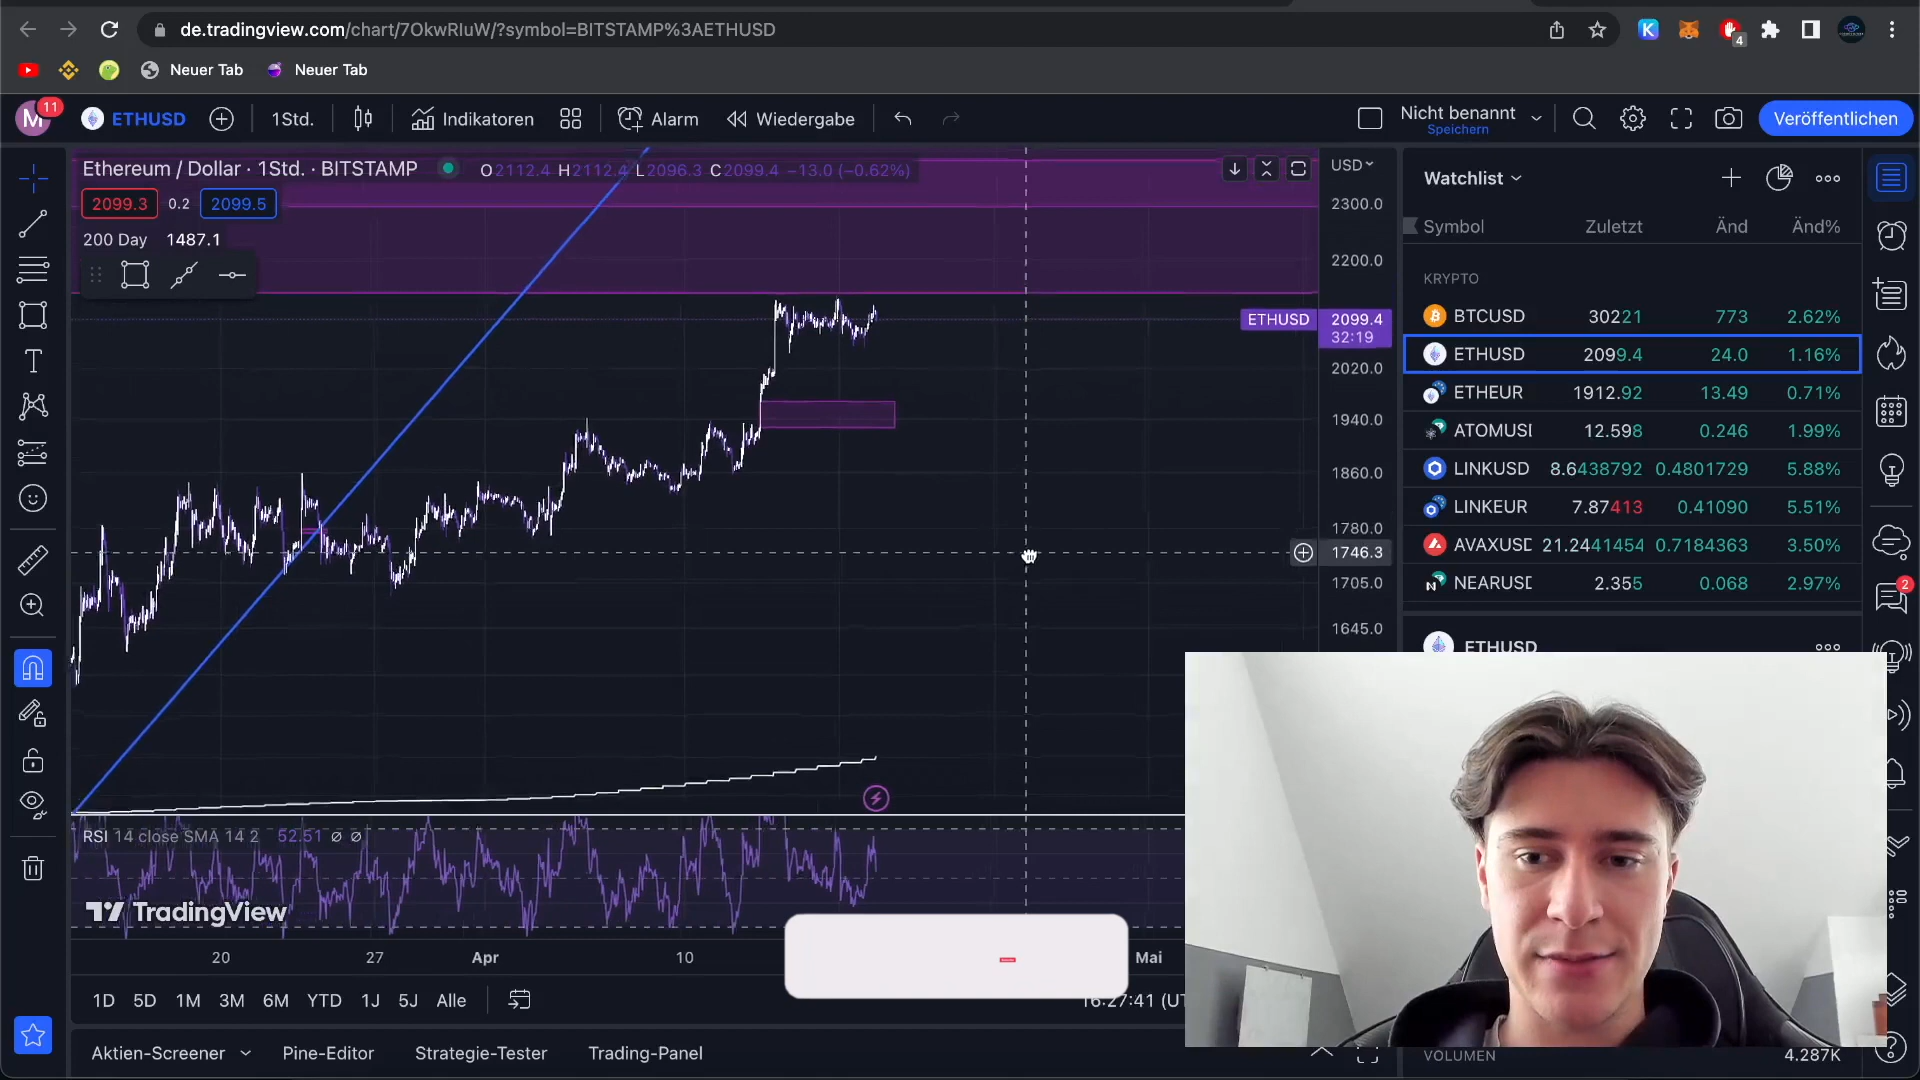 de.tradingview.com/chart/7OkwRIuW/?symbol=BITSTAMP%3AETHUSD
4
Neuer Tab
Neuer Tab
M 11
ETHUSD
1Std.
Indikatoren
Alarm
Wiedergabe
Nicht benannt
Speichern
Veröffentlichen
Ethereum / Dollar · 1Std. · BITSTAMP
O2112.4 H2112.4 L2096.3 C2099.4 −13.0 (−0.62%)
2099.3 0.2 2099.5
200 Day 1487.1
USD
2300.0
2200.0
ETHUSD 2099.4
32:19
2020.0
1940.0
1860.0
1780.0
1746.3
1705.0
1645.0
RSI 14 close SMA 14 2 52.51 ∅ ∅
TradingView
20 27 Apr 10 Mai
1D 5D 1M 3M 6M YTD 1J 5J Alle
16:27:41 (UT
Aktien-Screener Pine-Editor Strategie-Tester Trading-Panel
Watchlist
Symbol Zuletzt Änd Änd%
KRYPTO
BTCUSD 30221 773 2.62%
ETHUSD 2099.4 24.0 1.16%
ETHEUR 1912.92 13.49 0.71%
ATOMUSI 12.598 0.246 1.99%
LINKUSD 8.6438792 0.4801729 5.88%
LINKEUR 7.87413 0.41090 5.51%
AVAXUSD 21.2441454 0.7184363 3.50%
NEARUSD 2.355 0.068 2.97%
ETHUSD
VOLUMEN 4.287K
2